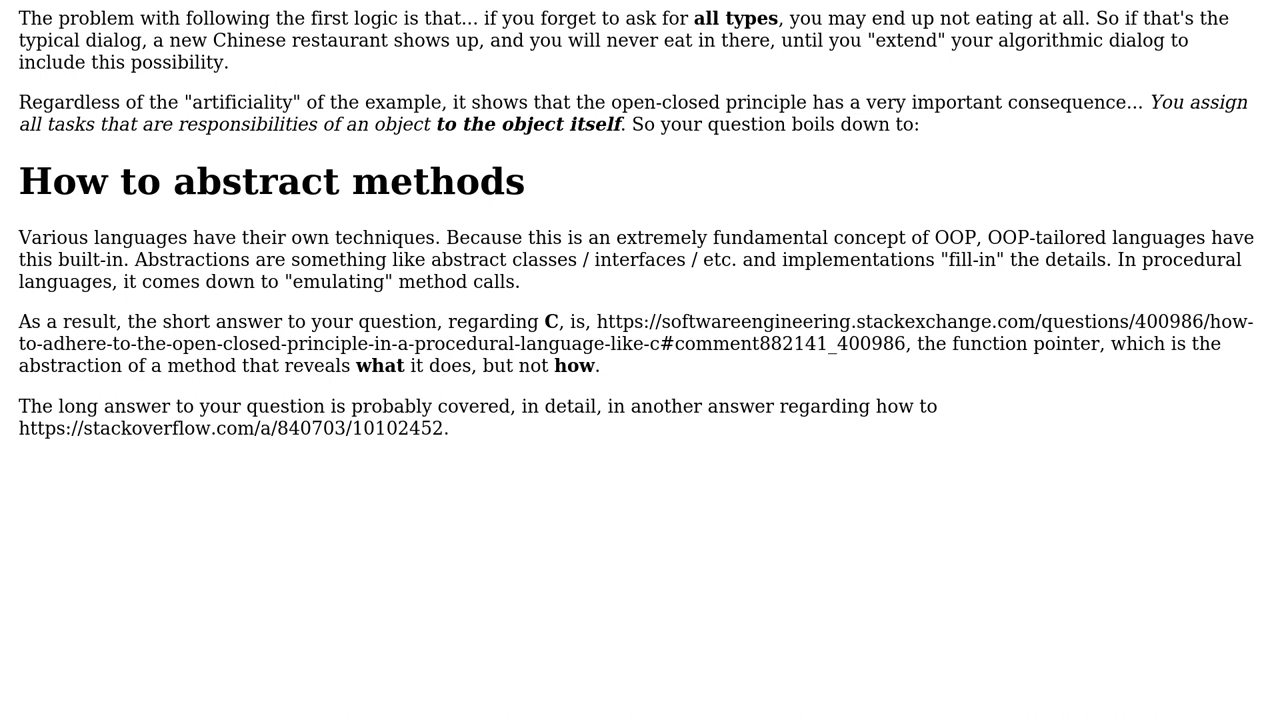 The problem with following the first logic is that... if you forget to ask for all types, you may end up not eating at all. So if that's the
typical dialog, a new Chinese restaurant shows up, and you will never eat in there, until you "extend" your algorithmic dialog to
include this possibility.
Regardless of the "artificiality" of the example, it shows that the open-closed principle has a very important consequence... You assign
all tasks that are responsibilities of an object to the object itself. So your question boils down to:
How to abstract methods
Various languages have their own techniques. Because this is an extremely fundamental concept of OOP, OOP-tailored languages have
this built-in. Abstractions are something like abstract classes / interfaces / etc. and implementations "fill-in" the details. In procedural
languages, it comes down to "emulating" method calls.
As a result, the short answer to your question, regarding C, is, https://softwareengineering.stackexchange.com/questions/400986/how-
to-adhere-to-the-open-closed-principle-in-a-procedural-language-like-c#comment882141_400986, the function pointer, which is the
abstraction of a method that reveals what it does, but not how.
The long answer to your question is probably covered, in detail, in another answer regarding how to
https://stackoverflow.com/a/840703/10102452.